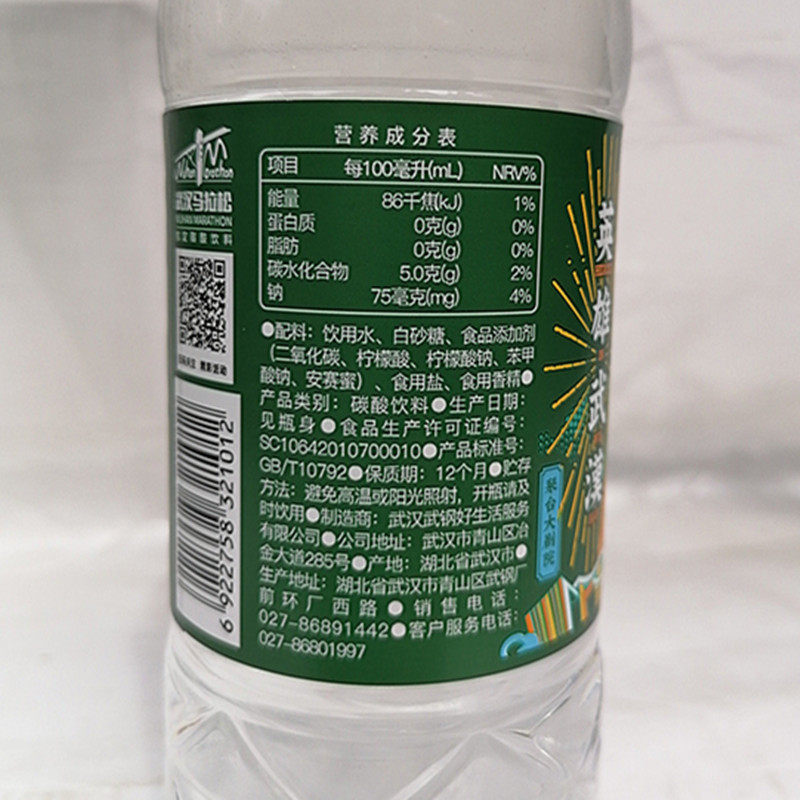 营养成分表
项目 每100毫升(mL) NRV%
能量 86千焦(kJ) 1%
蛋白质 0克(g) 0%
脂肪 0克(g) 0%
碳水化合物 5.0克(g) 2%
钠 75毫克(mg) 4%
●配料：饮用水、白砂糖、食品添加剂
（二氧化碳、柠檬酸、柠檬酸钠、苯甲
酸钠、安赛蜜）、食用盐、食用香精●
产品类别：碳酸饮料●生产日期：
见瓶身●食品生产许可证编号：
SC10642010700010●产品标准号：
GB/T10792●保质期：12个月●贮存
方法：避免高温或阳光照射，开瓶请及
时饮用●制造商：武汉武钢好生活服务
有限公司●公司地址：武汉市青山区冶
金大道285号●产地：湖北省武汉市●
生产地址：湖北省武汉市青山区武钢厂
前环厂西路●销售电话：
027-86891442●客户服务电话：
027-86801997
武汉马拉松
WUHAN MARATHON
6 922758 321012
英雄武漢
琴台大剧院